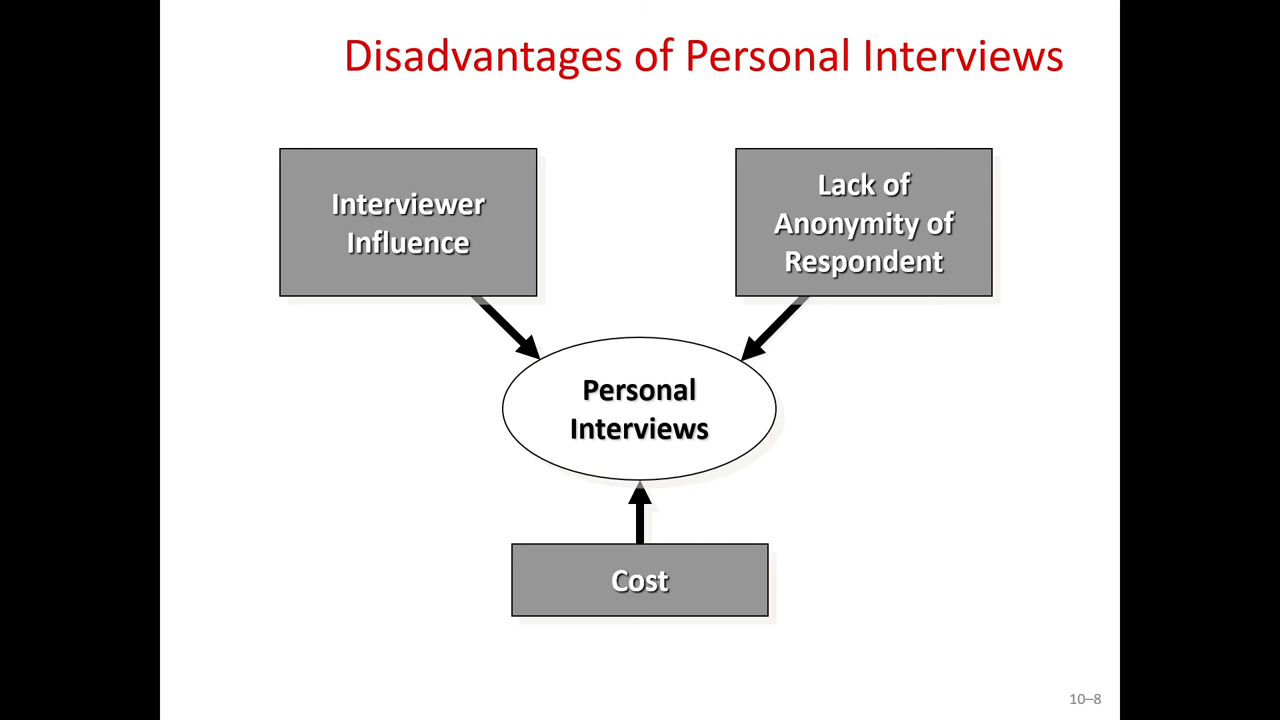 Disadvantages of Personal Interviews
Interviewer
Influence
Lack of
Anonymity of
Respondent
Personal
Interviews
Cost
10–8